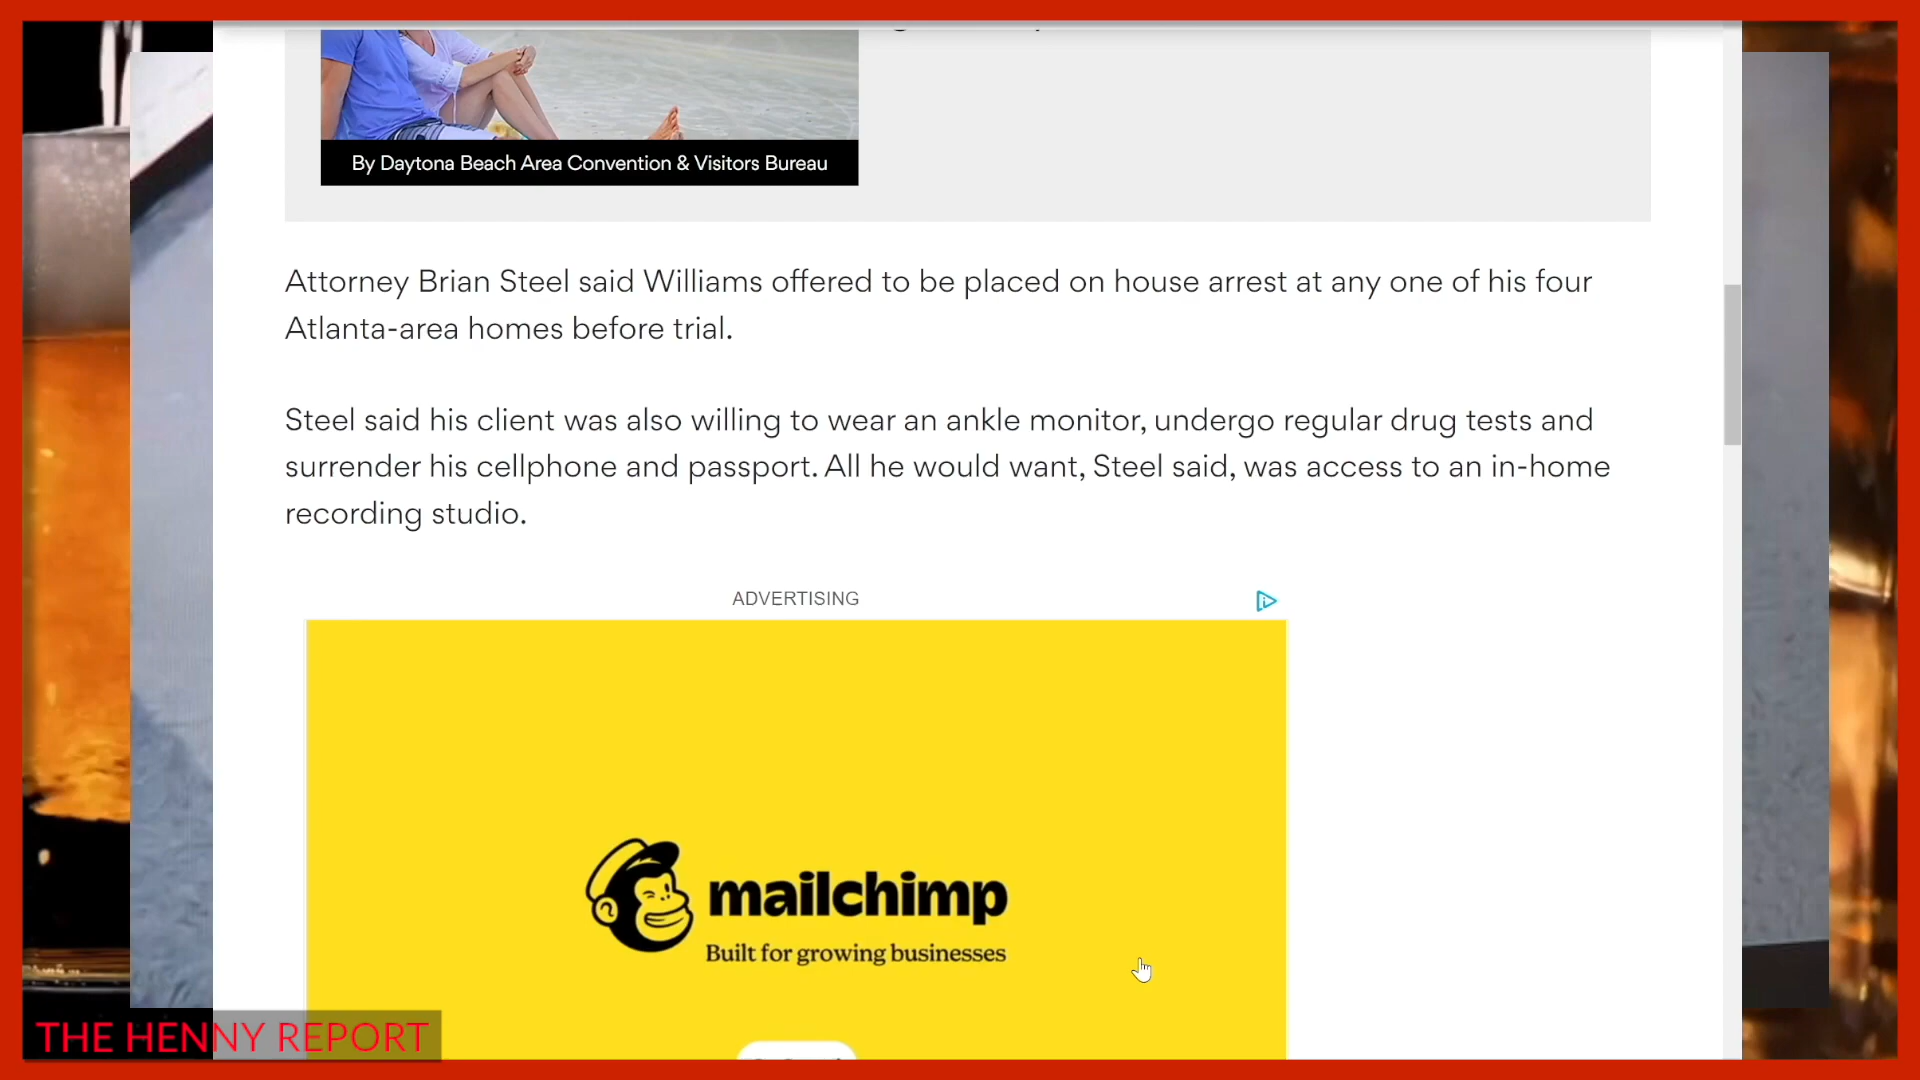 By Daytona Beach Area Convention & Visitors Bureau
Attorney Brian Steel said Williams offered to be placed on house arrest at any one of his four
Atlanta-area homes before trial.
Steel said his client was also willing to wear an ankle monitor, undergo regular drug tests and
surrender his cellphone and passport. All he would want, Steel said, was access to an in-home
recording studio.
ADVERTISING
mailchimp
Built for growing businesses
THE HENNY REPORT